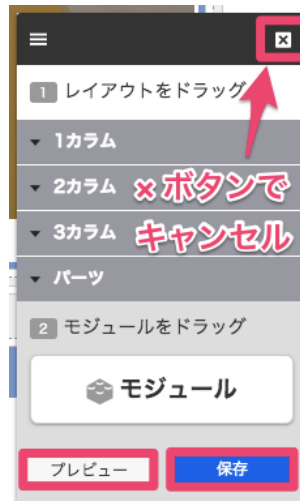 1 レイアウトをドラッグ
1カラム
2カラム
×ボタンで
3カラム
キャンセル
パーツ
2 モジュールをドラッグ
モジュール
プレビュー 保存